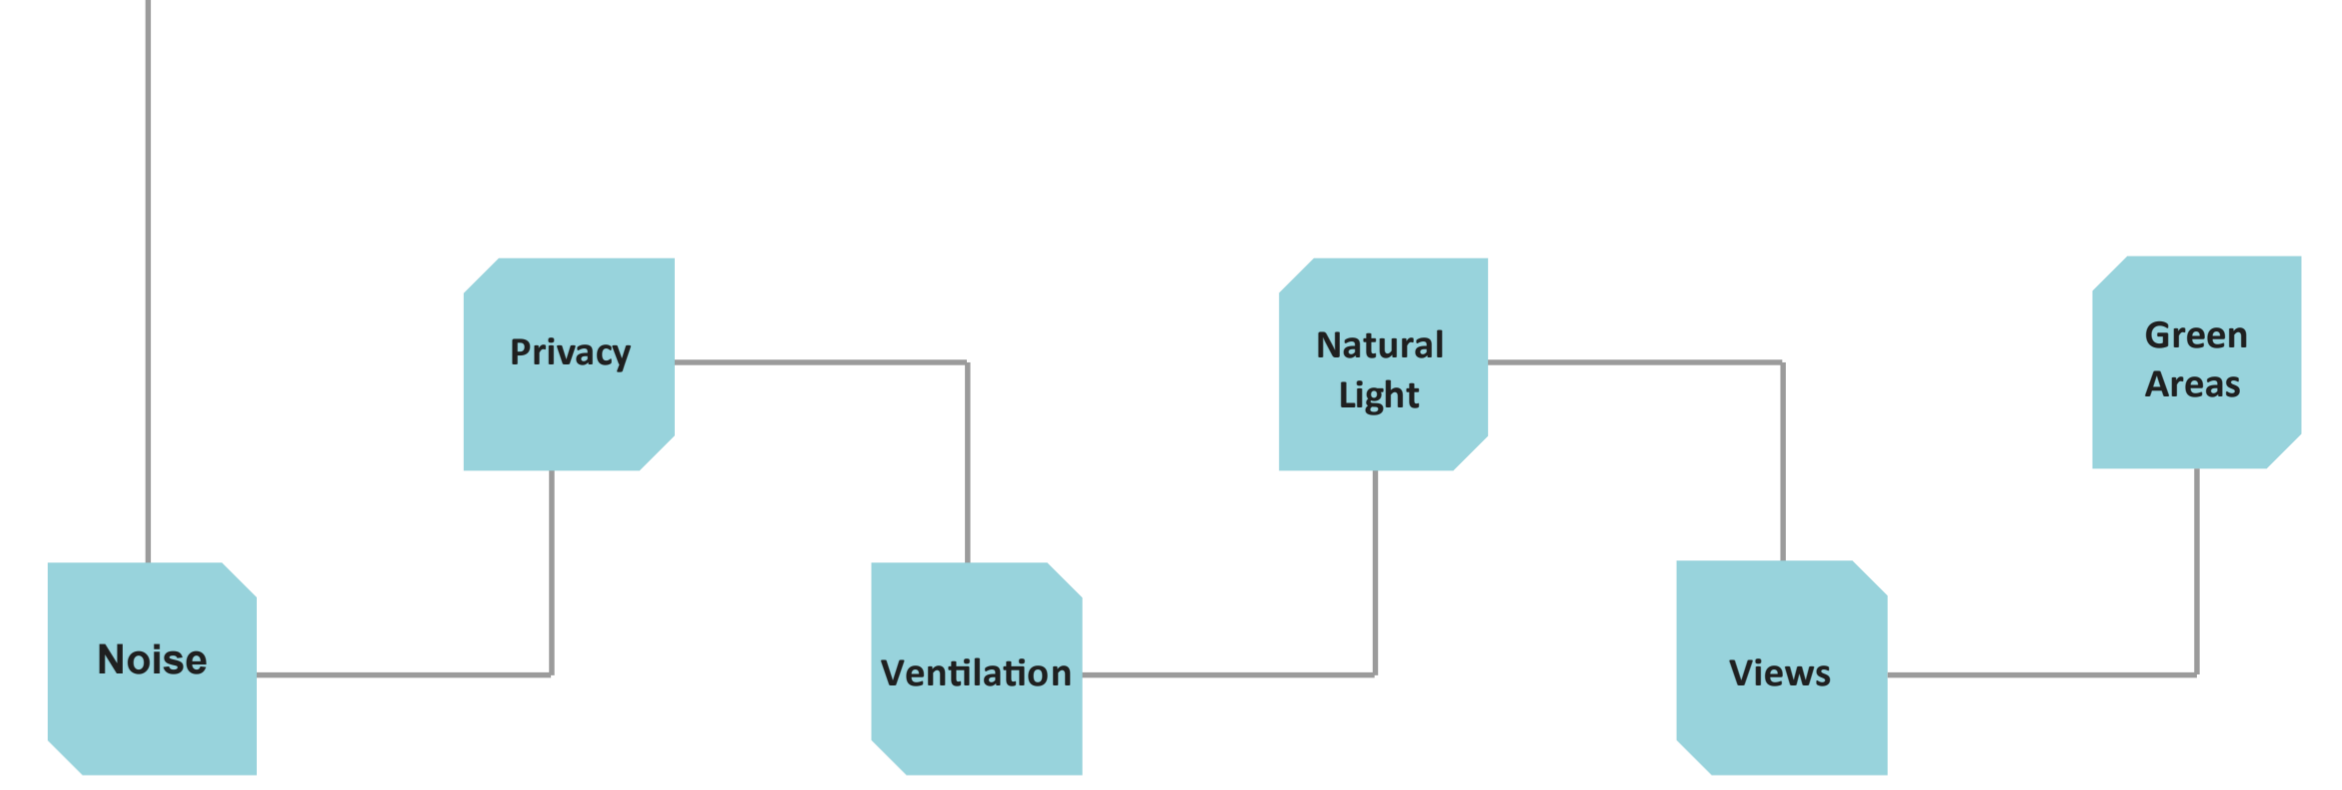 Noise
Privacy
Ventilation
Natural
Light
Views
Green
Areas